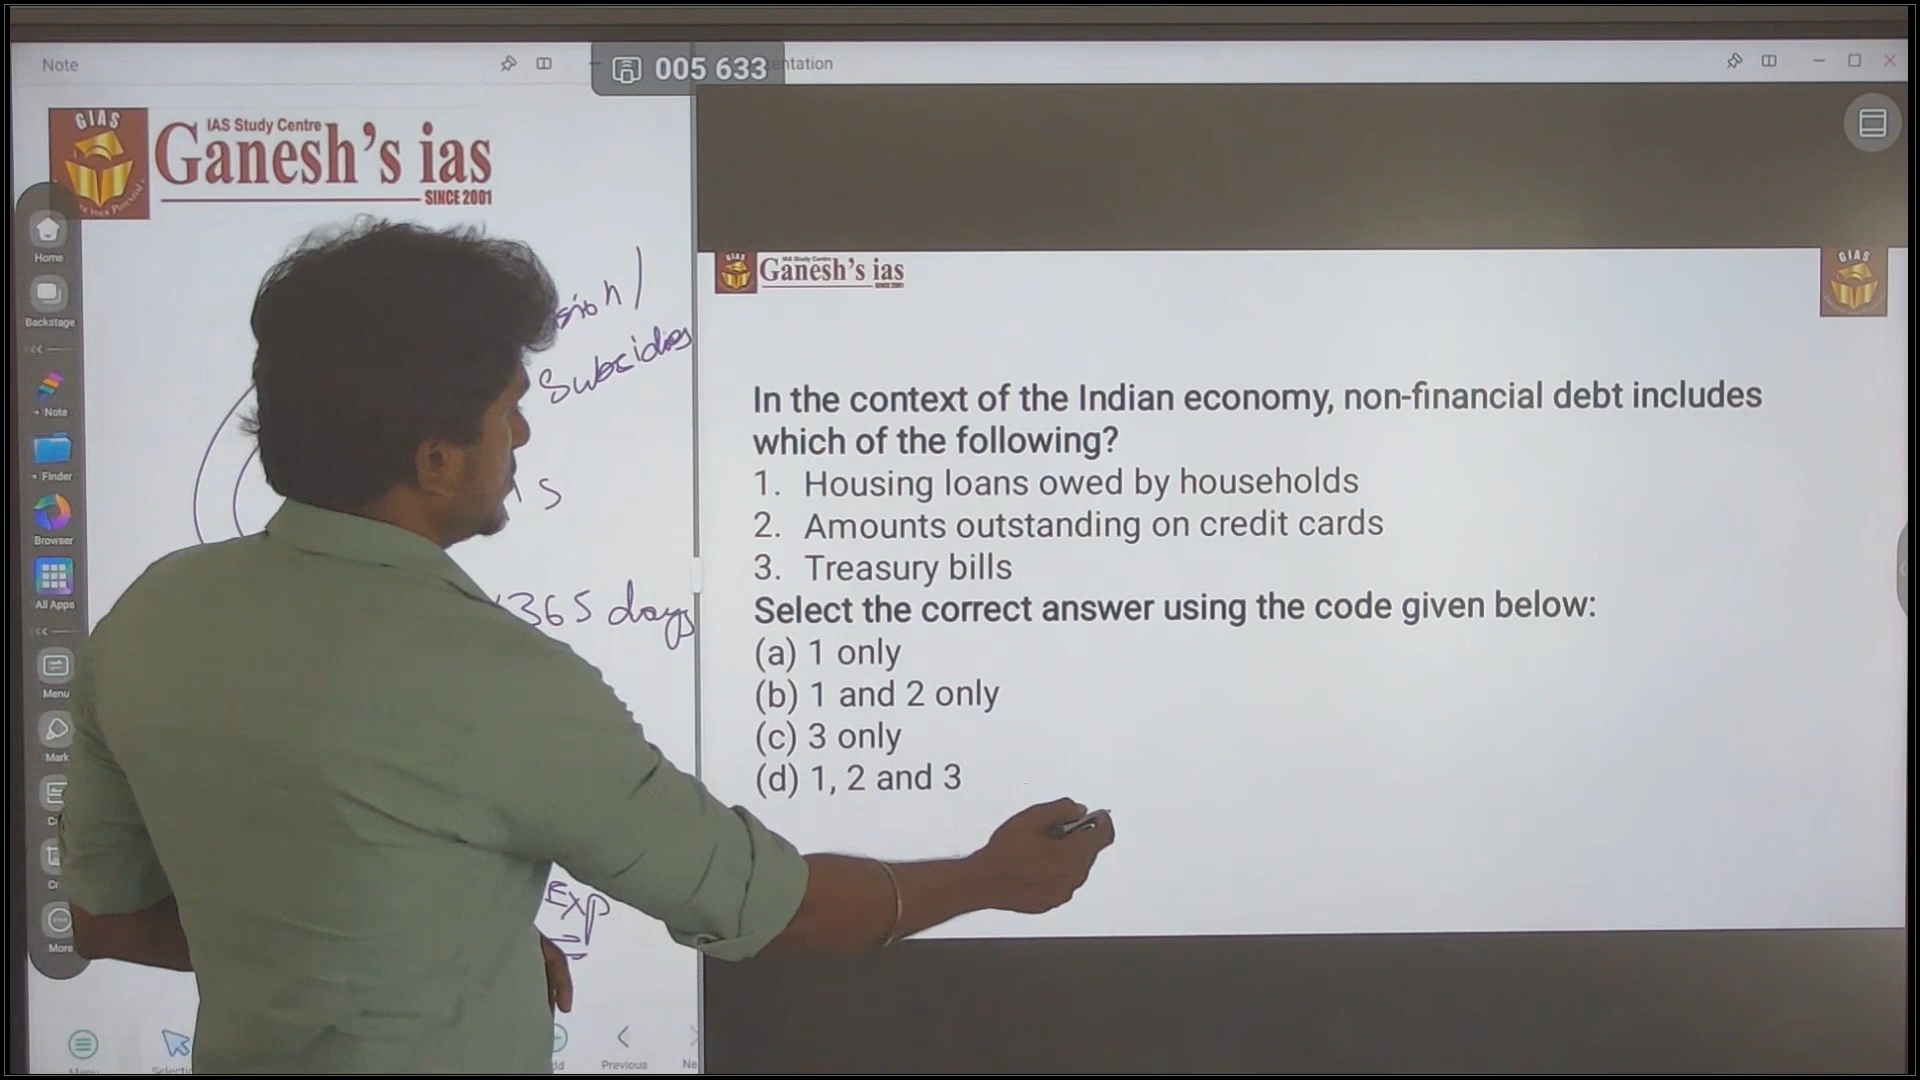 Note
005 633
ntation
GIAS
IAS Study Centre
Ganesh's ias
SINCE 2001
Home
Backstage
Note
Finder
Browser
All Apps
Menu
Mark
More
Subsidies
S
365 days
Exp
Previous
GIAS
Ganesh's ias
GIAS
In the context of the Indian economy, non-financial debt includes
which of the following?
1. Housing loans owed by households
2. Amounts outstanding on credit cards
3. Treasury bills
Select the correct answer using the code given below:
(a) 1 only
(b) 1 and 2 only
(c) 3 only
(d) 1, 2 and 3